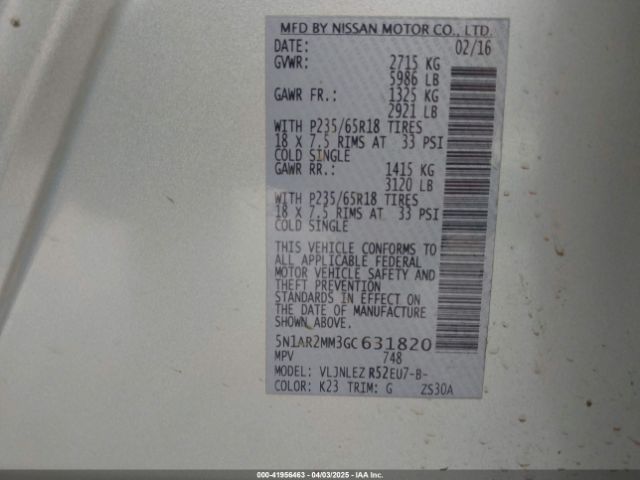 MFD BY NISSAN MOTOR CO., LTD.
DATE: 02/16
GVWR: 2715 KG
5986 LB
GAWR FR.: 1325 KG
2921 LB
WITH P235/65R18 TIRES
18 X 7.5 RIMS AT 33 PSI
COLD SINGLE
GAWR RR.: 1415 KG
3120 LB
WITH P235/65R18 TIRES
18 X 7.5 RIMS AT 33 PSI
COLD SINGLE
THIS VEHICLE CONFORMS TO
ALL APPLICABLE FEDERAL
MOTOR VEHICLE SAFETY AND
THEFT PREVENTION
STANDARDS IN EFFECT ON
THE DATE OF MANUFACTURE
SHOWN ABOVE.
5N1AR2MM3GC631820
MPV 748
MODEL: VLJNLEZ R52EU7-B-
COLOR: K23 TRIM: G ZS30A
000-41956463 - 04/03/2025 - IAA Inc.